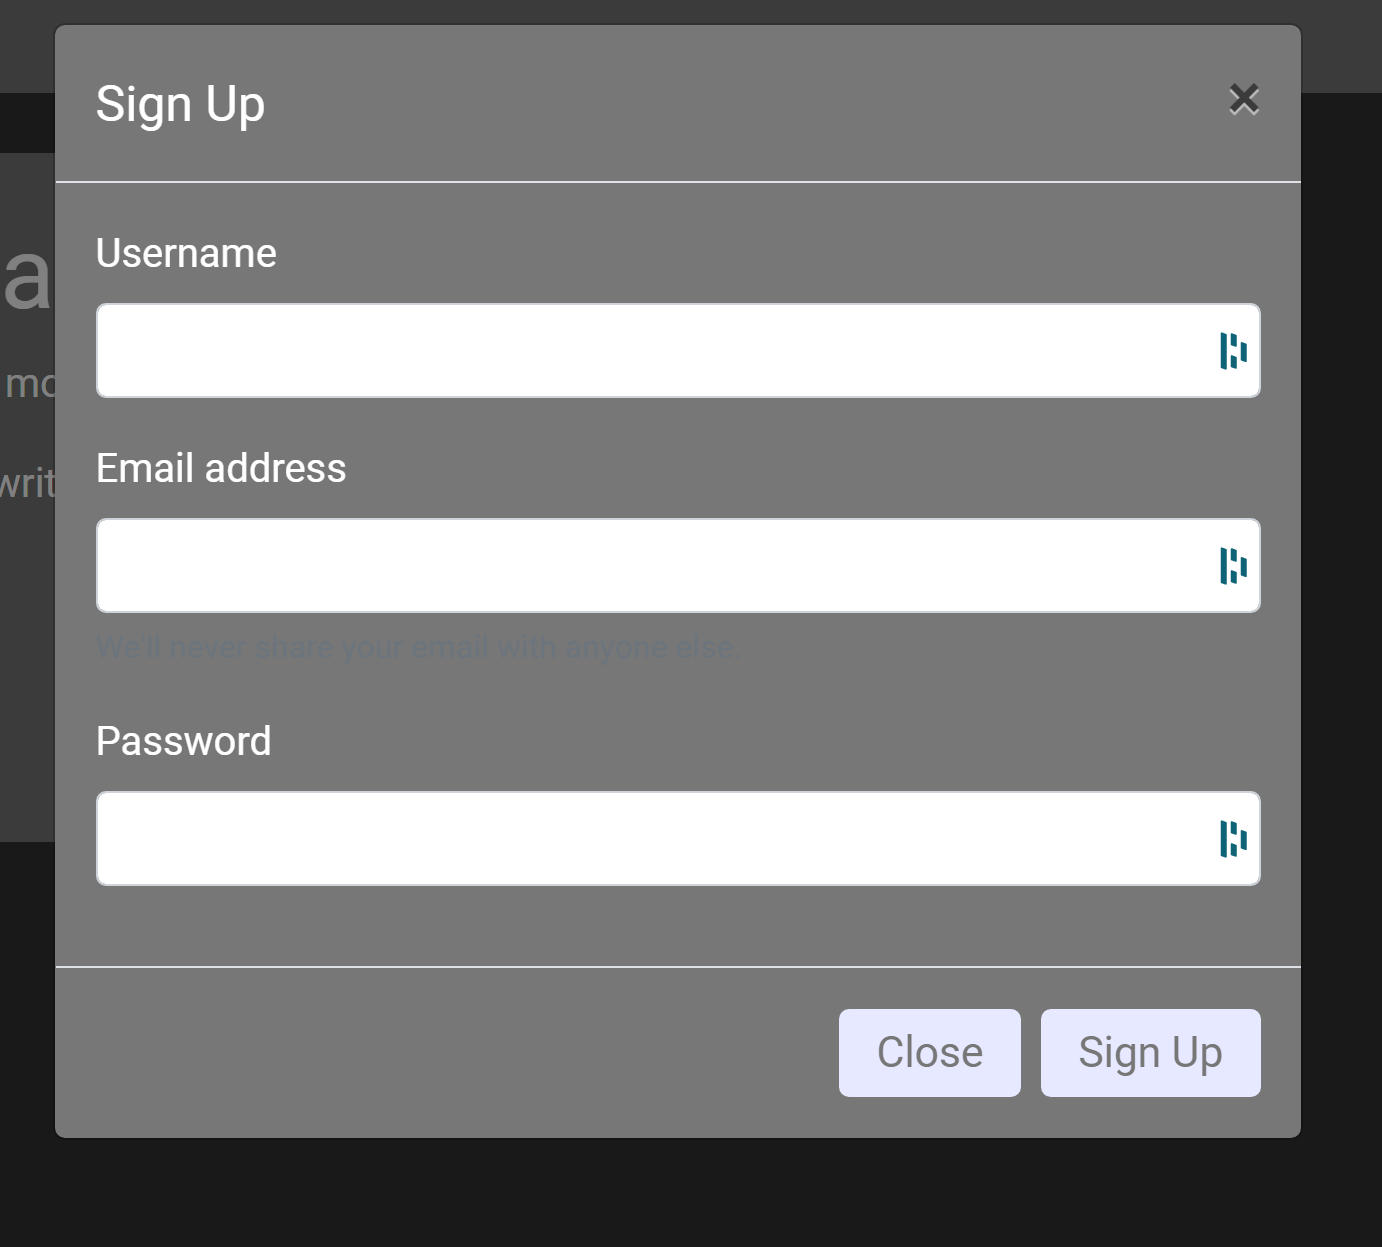 Sign Up
×
Username
Email address
We'll never share your email with anyone else.
Password
Close
Sign Up
a
mo
writ